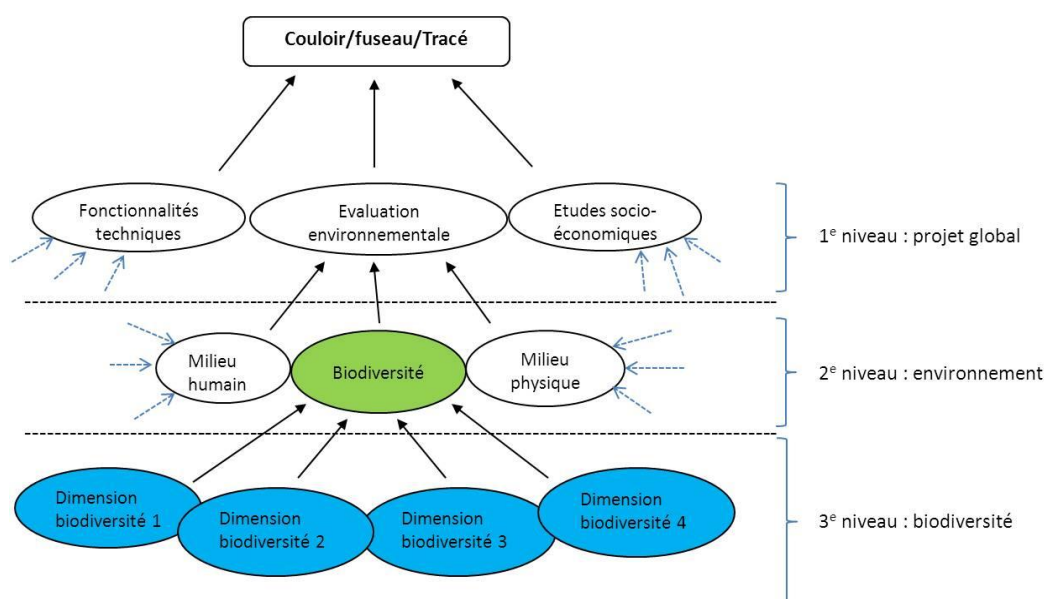 Couloir/fuseau/Tracé
Fonctionnalités
techniques
Evaluation
environnementale
Etudes socio-
économiques
1e niveau : projet global
Milieu
humain
Biodiversité
Milieu
physique
2e niveau : environnement
Dimension
biodiversité 1
Dimension
biodiversité 2
Dimension
biodiversité 3
Dimension
biodiversité 4
3e niveau : biodiversité